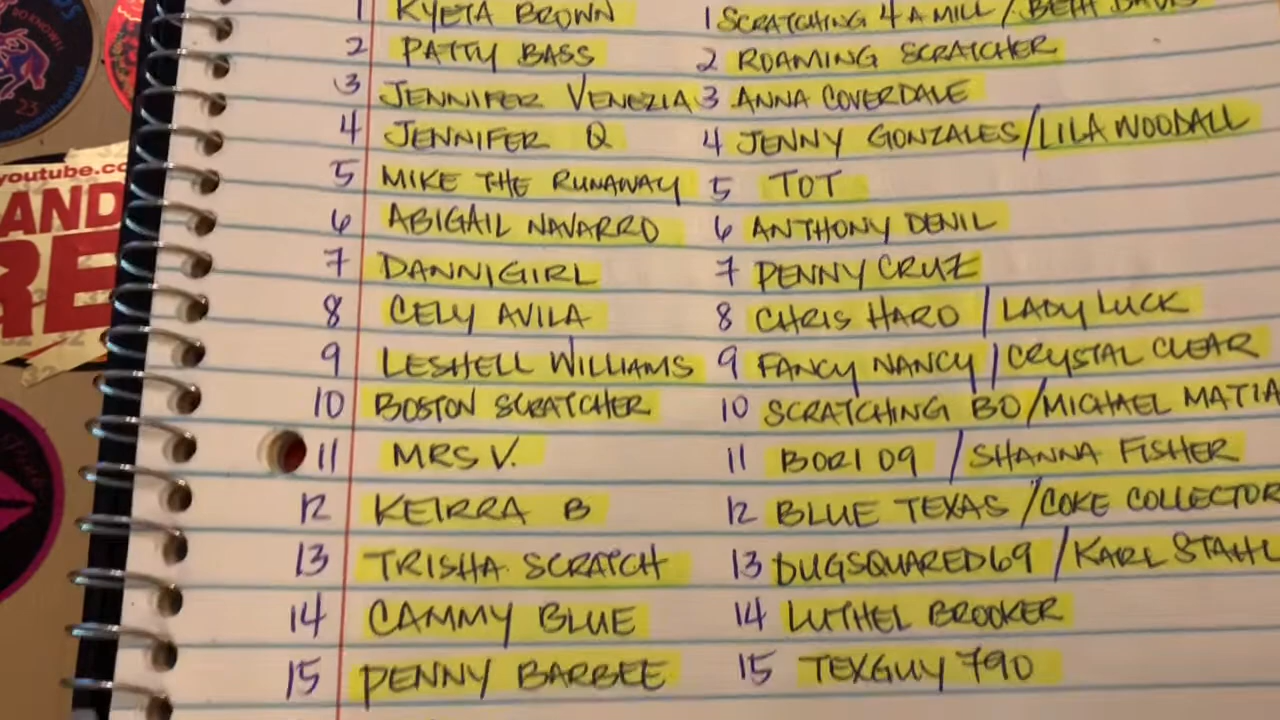 1 KYETA BROWN 1 SCRATCHING 4 A MILL / BETH DAVIS
2 PATTY BASS 2 ROAMING SCRATCHER
3 JENNIFER VENEZIA 3 ANNA COVERDALE
4 JENNIFER Q 4 JENNY GONZALES/LILA WOODALL
5 MIKE THE RUNAWAY 5 TOT
6 ABIGAIL NAVARRO 6 ANTHONY DENIL
7 DANNIGIRL 7 PENNY CRUZ
8 CELY AVILA 8 CHRIS HARO / LADY LUCK
9 LESHELL WILLIAMS 9 FANCY NANCY / CRYSTAL CLEAR
10 BOSTON SCRATCHER 10 SCRATCHING BO/MICHAEL MATIA
11 MRS V. 11 BORI 09 / SHANNA FISHER
12 KEIRRA B 12 BLUE TEXAS / COKE COLLECTOR
13 TRISHA SCRATCH 13 DUGSQUARED69 / KARL STAHL
14 CAMMY BLUE 14 LUTHEL BROOKER
15 PENNY BARBEE 15 TEXGUY 790
youtube.co
AND
RE
23